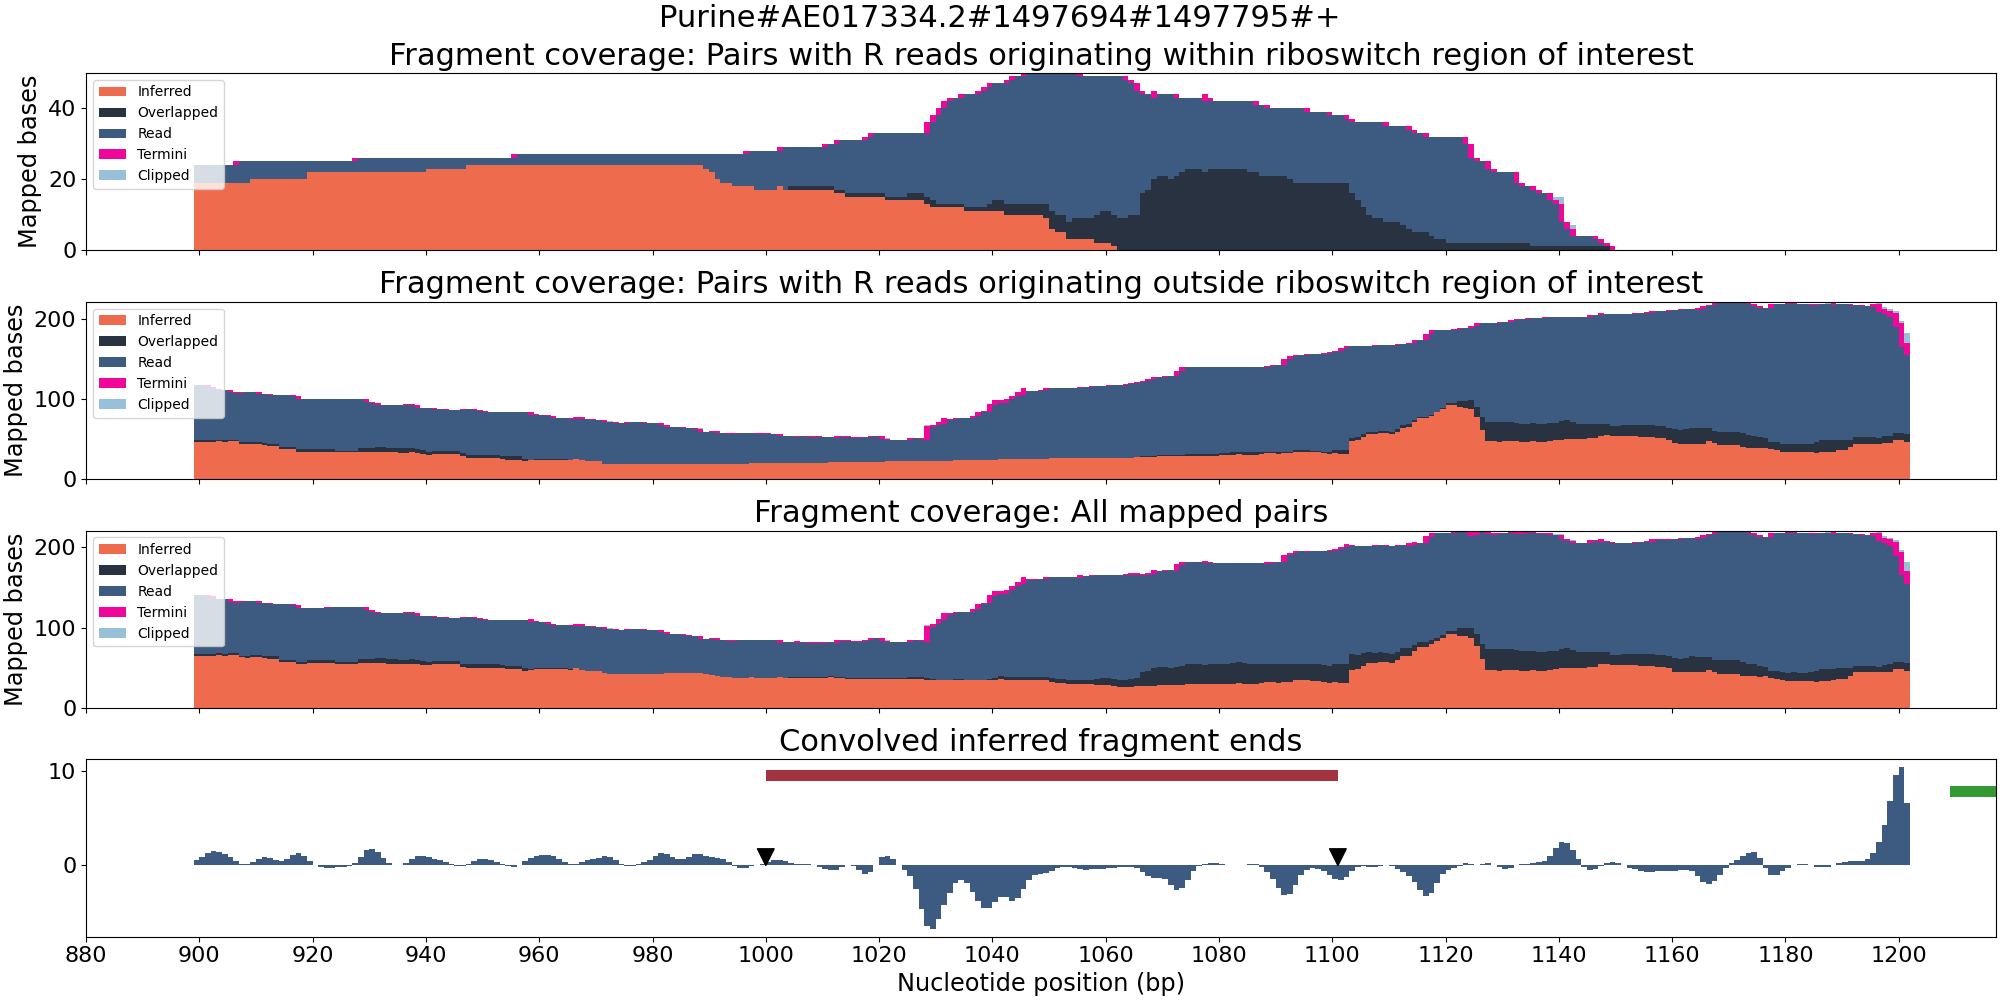 Purine#AE017334.2#1497694#1497795#+
Fragment coverage: Pairs with R reads originating within riboswitch region of interest
Mapped bases
40
20
0
Inferred
Overlapped
Read
Termini
Clipped
Fragment coverage: Pairs with R reads originating outside riboswitch region of interest
Mapped bases
200
100
0
Inferred
Overlapped
Read
Termini
Clipped
Fragment coverage: All mapped pairs
Mapped bases
200
100
0
Inferred
Overlapped
Read
Termini
Clipped
Convolved inferred fragment ends
10
0
880 900 920 940 960 980 1000 1020 1040 1060 1080 1100 1120 1140 1160 1180 1200
Nucleotide position (bp)